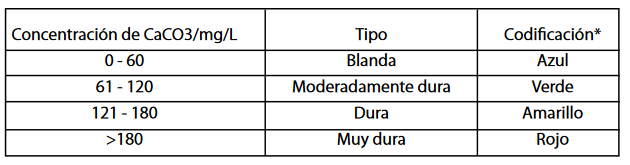 Concentración de CaCO3/mg/L Tipo Codificación*
0 - 60 Blanda Azul
61 - 120 Moderadamente dura Verde
121 - 180 Dura Amarillo
>180 Muy dura Rojo